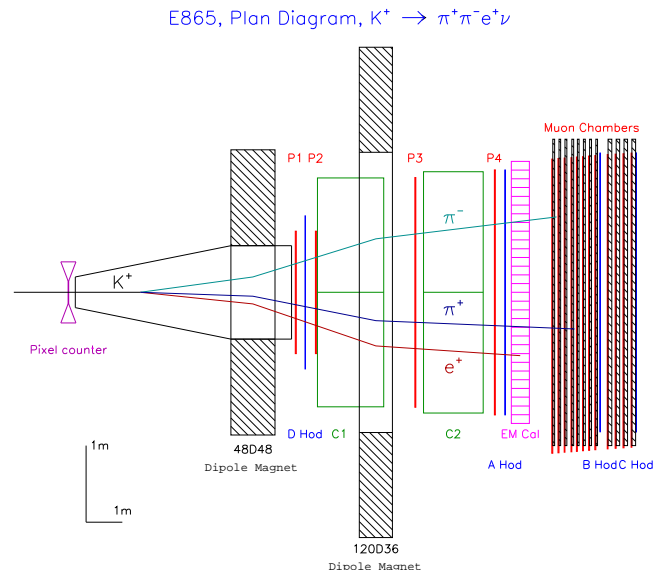 E865, Plan Diagram, K⁺ → π⁺π⁻e⁺ν
Muon Chambers
P1 P2
P3
P4
π⁻
K⁺
π⁺
Pixel counter
e⁺
D Hod
C1
C2
EM Cal
48D48
Dipole Magnet
A Hod
B Hod
C Hod
1m
1m
120D36
Dipole Magnet